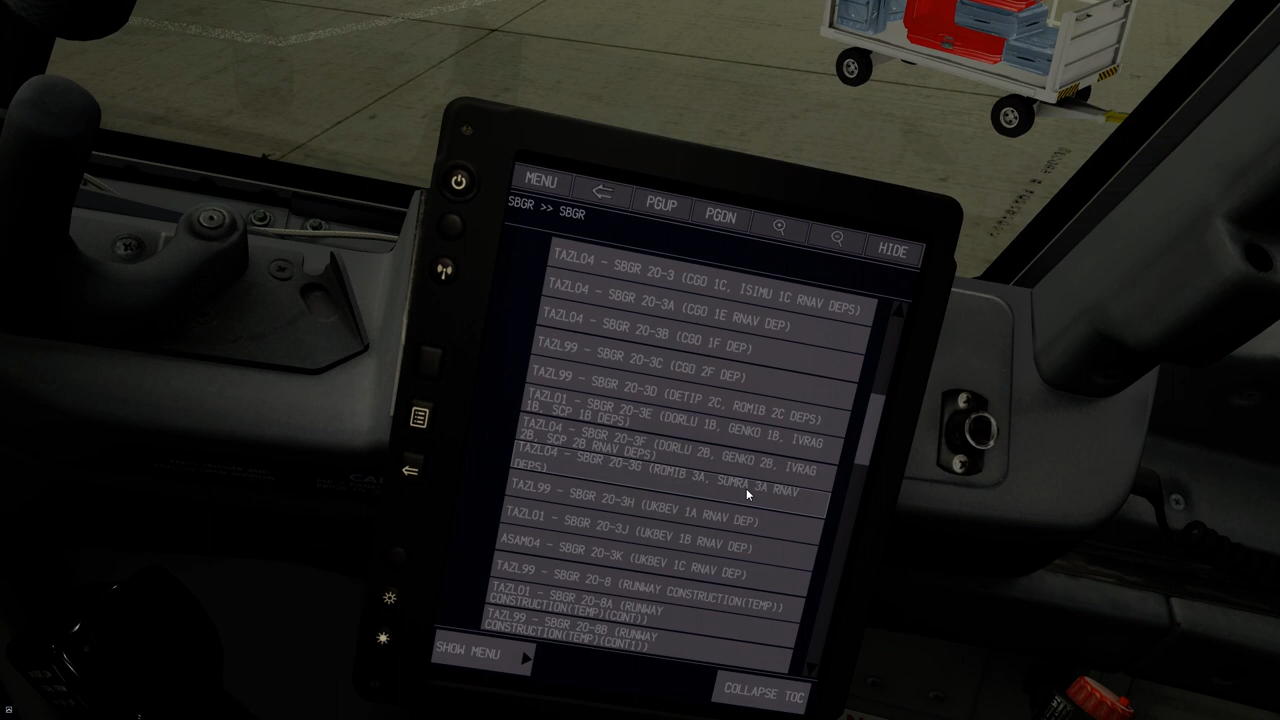 MENU
PGUP
PGDN
HIDE
SBGR >> SBGR
TAZL04 - SBGR 20-3 (CGO 1C, ISIMU 1C RNAV DEPS)
TAZL04 - SBGR 20-3A (CGO 1E RNAV DEP)
TAZL04 - SBGR 20-3B (CGO 1F DEP)
TAZL99 - SBGR 20-3C (CGO 2F DEP)
TAZL99 - SBGR 20-3D (DETIP 2C, ROMIB 2C DEPS)
TAZL01 - SBGR 20-3E (DORLU 1B, GENKO 1B, IVRAG
1B, SCP 1B DEPS)
TAZL04 - SBGR 20-3F (DORLU 2B, GENKO 2B, IVRAG
2B, SCP 2B RNAV DEPS)
TAZL04 - SBGR 20-3G (ROMIB 3A, SUMRA 3A RNAV
DEPS)
TAZL99 - SBGR 20-3H (UKBEV 1A RNAV DEP)
TAZL01 - SBGR 20-3J (UKBEV 1B RNAV DEP)
ASAM04 - SBGR 20-3K (UKBEV 1C RNAV DEP)
TAZL99 - SBGR 20-8 (RUNWAY CONSTRUCTION(TEMP))
TAZL01 - SBGR 20-8A (RUNWAY
CONSTRUCTION(TEMP)(CONT))
TAZL99 - SBGR 20-8B (RUNWAY
CONSTRUCTION(TEMP)(CONT1))
SHOW MENU
COLLAPSE TOC